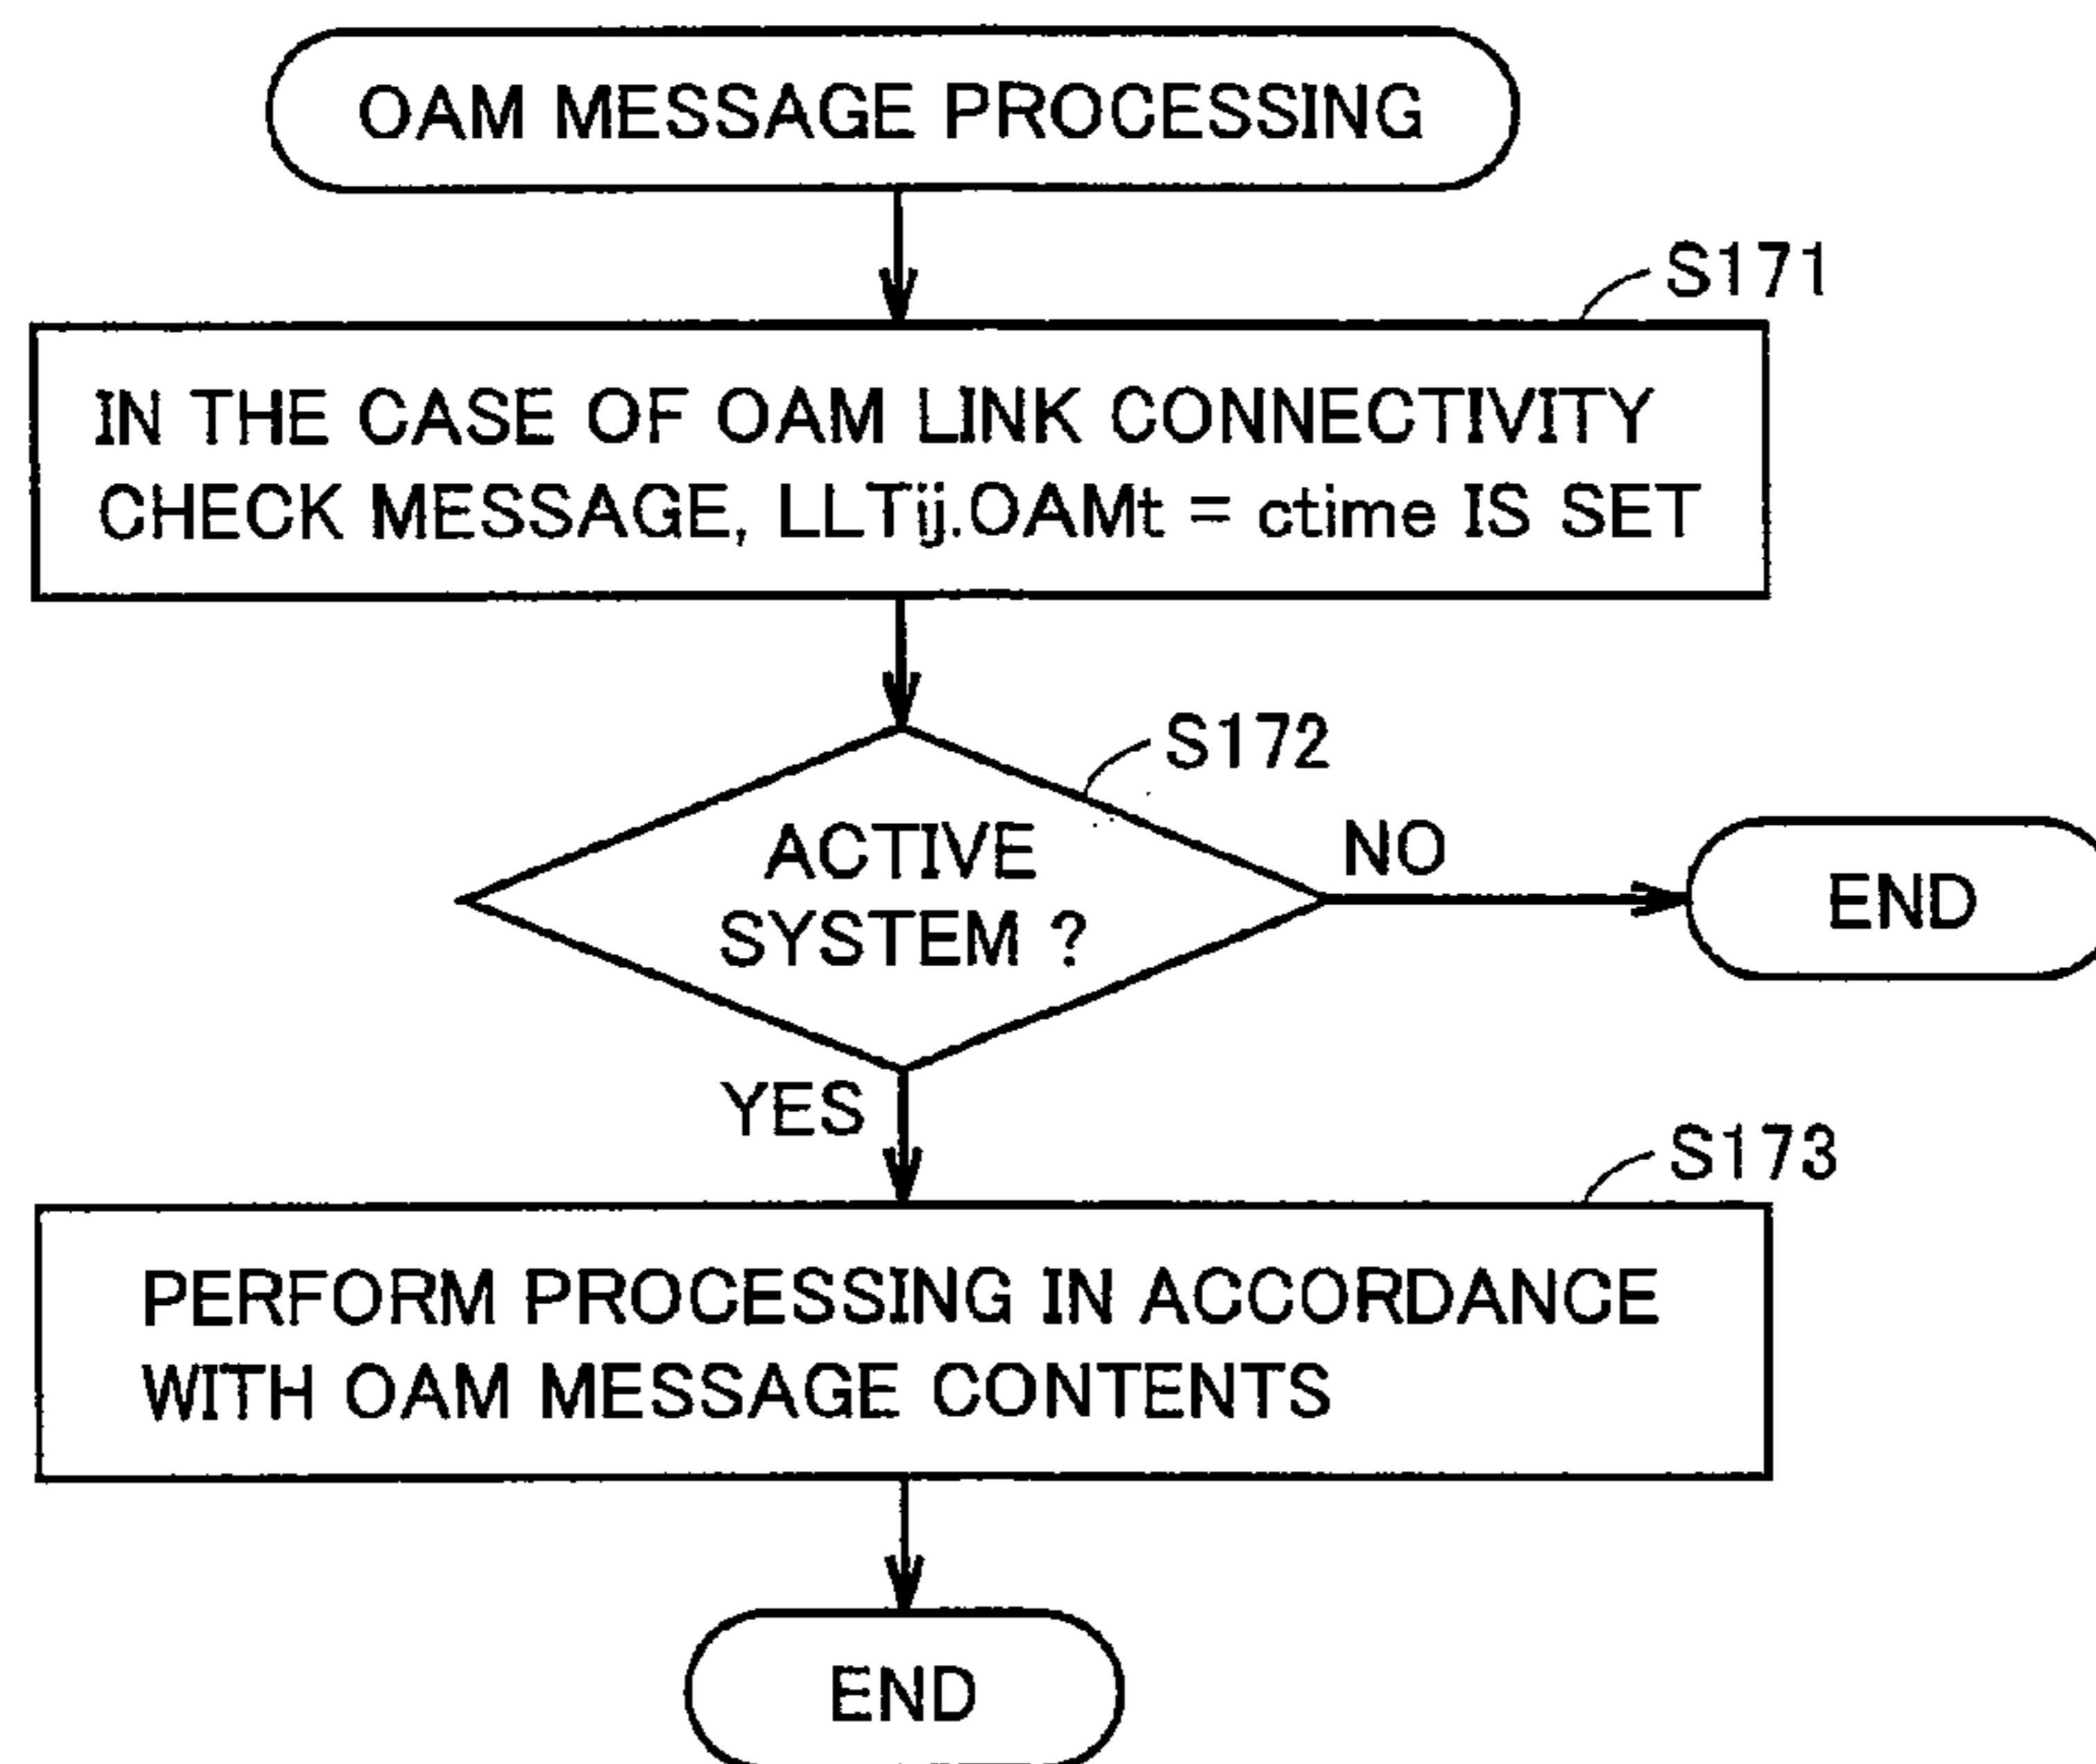 OAM MESSAGE PROCESSING
S171
IN THE CASE OF OAM LINK CONNECTIVITY
CHECK MESSAGE, LLTij.OAMt = ctime IS SET
S172
ACTIVE
SYSTEM ?
NO
END
YES
S173
PERFORM PROCESSING IN ACCORDANCE
WITH OAM MESSAGE CONTENTS
END